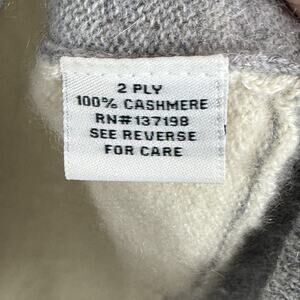 2 PLY
100% CASHMERE
RN#137198
SEE REVERSE
FOR CARE